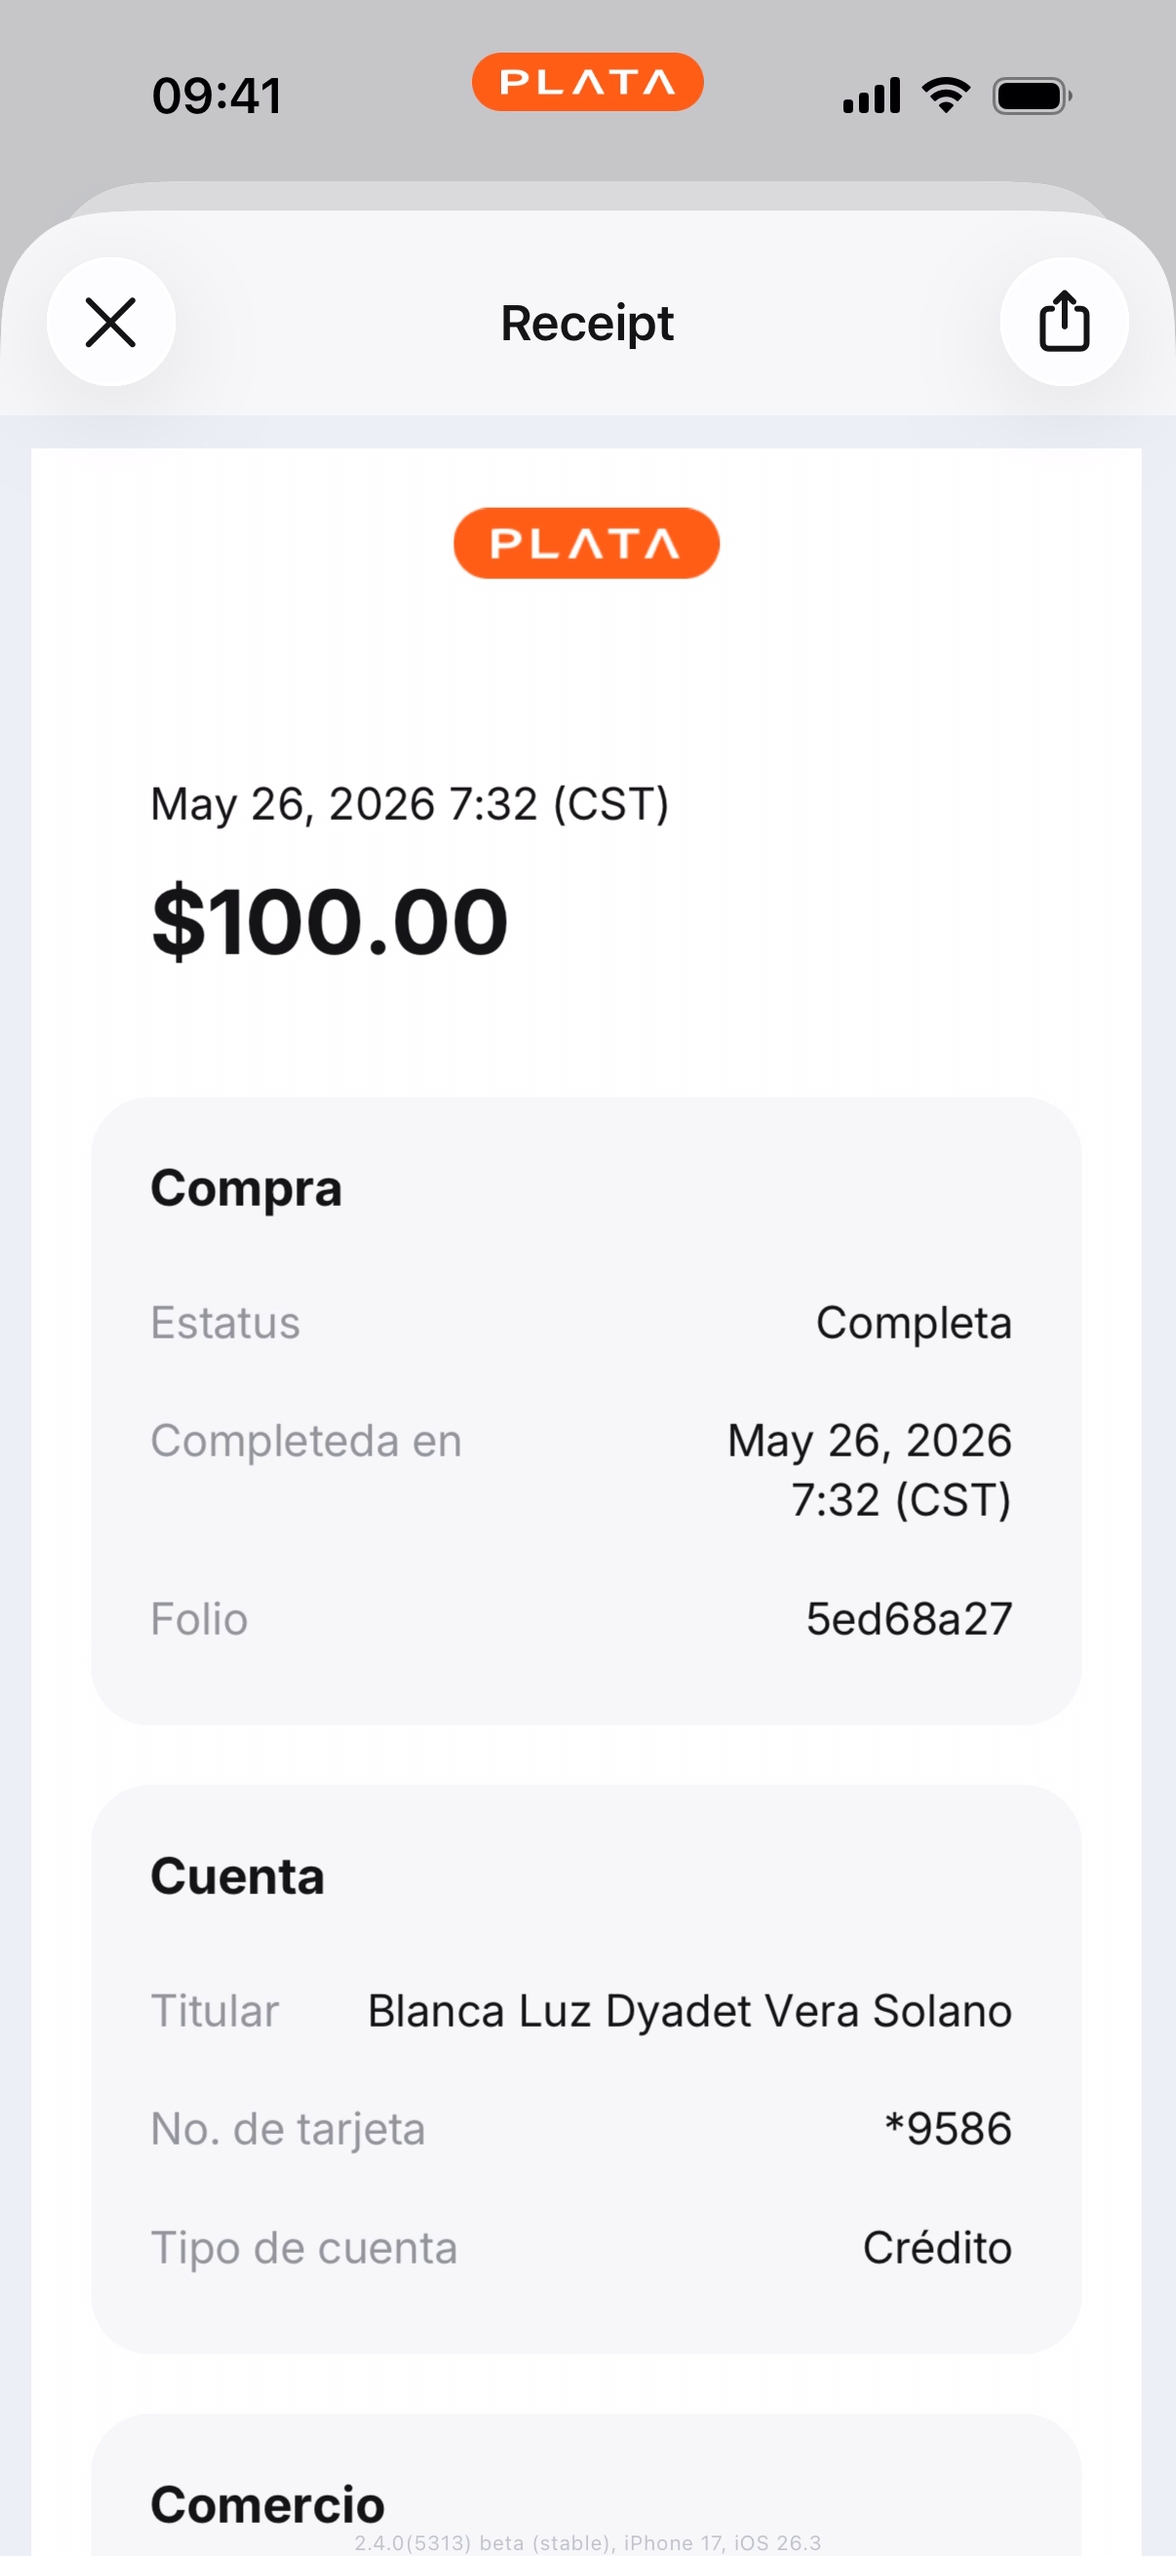 09:41
PLATA
Receipt
PLATA
May 26, 2026 7:32 (CST)
$100.00
Compra
Estatus Completa
Completeda en May 26, 2026
7:32 (CST)
Folio 5ed68a27
Cuenta
Titular Blanca Luz Dyadet Vera Solano
No. de tarjeta *9586
Tipo de cuenta Crédito
Comercio
2.4.0(5313) beta (stable), iPhone 17, iOS 26.3